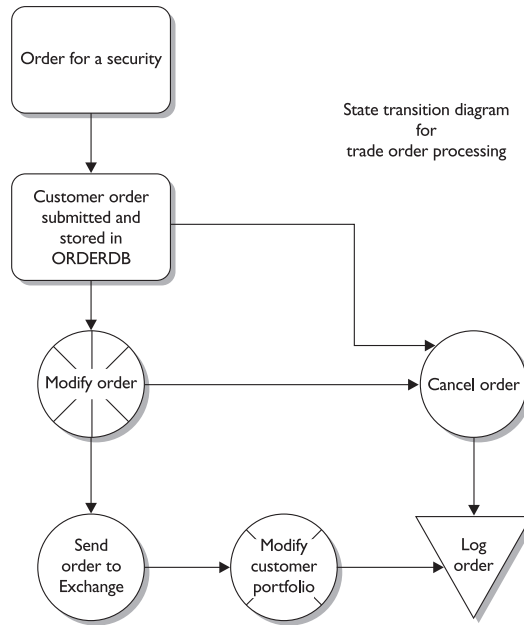 Order for a security
State transition diagram
for
trade order processing
Customer order
submitted and
stored in
ORDERDB
Modify order
Cancel order
Send
order to
Exchange
Modify
customer
portfolio
Log
order